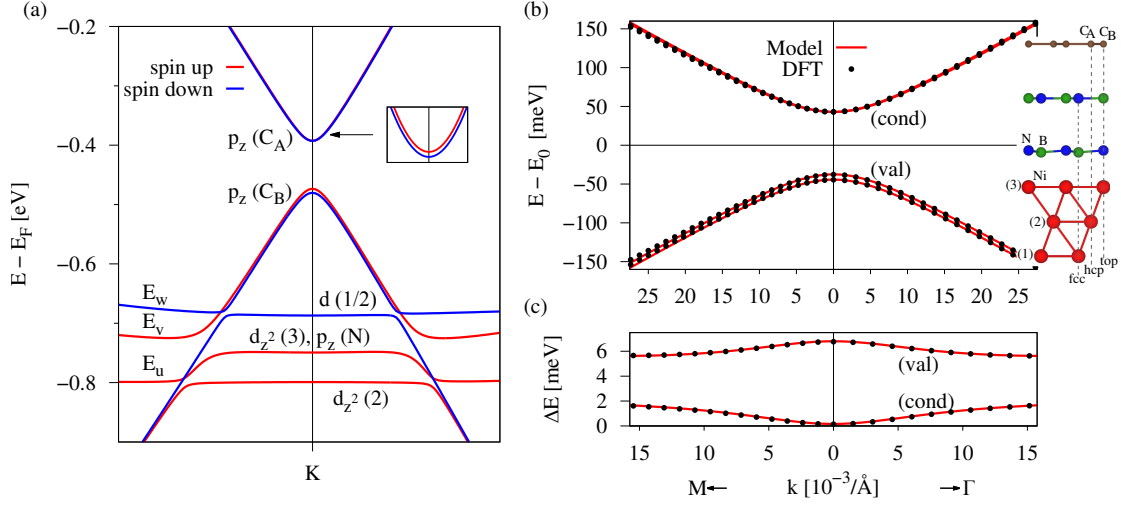 (a)
−0.2
−0.4
−0.6
−0.8
E − E_F [eV]
spin up
spin down
p_z (C_A)
p_z (C_B)
E_w
E_v
E_u
d (1/2)
d_z² (3), p_z (N)
d_z² (2)
K
(b)
150
100
50
0
−50
−100
−150
E − E_0 [meV]
Model
DFT
(cond)
(val)
25 20 15 10 5 0 5 10 15 20 25
C_A C_B
N B
Ni
(3)
(2)
(1)
fcc
hcp
top
(c)
6
4
2
0
ΔE [meV]
(val)
(cond)
15 10 5 0 5 10 15
M k [10⁻³/Å] Γ